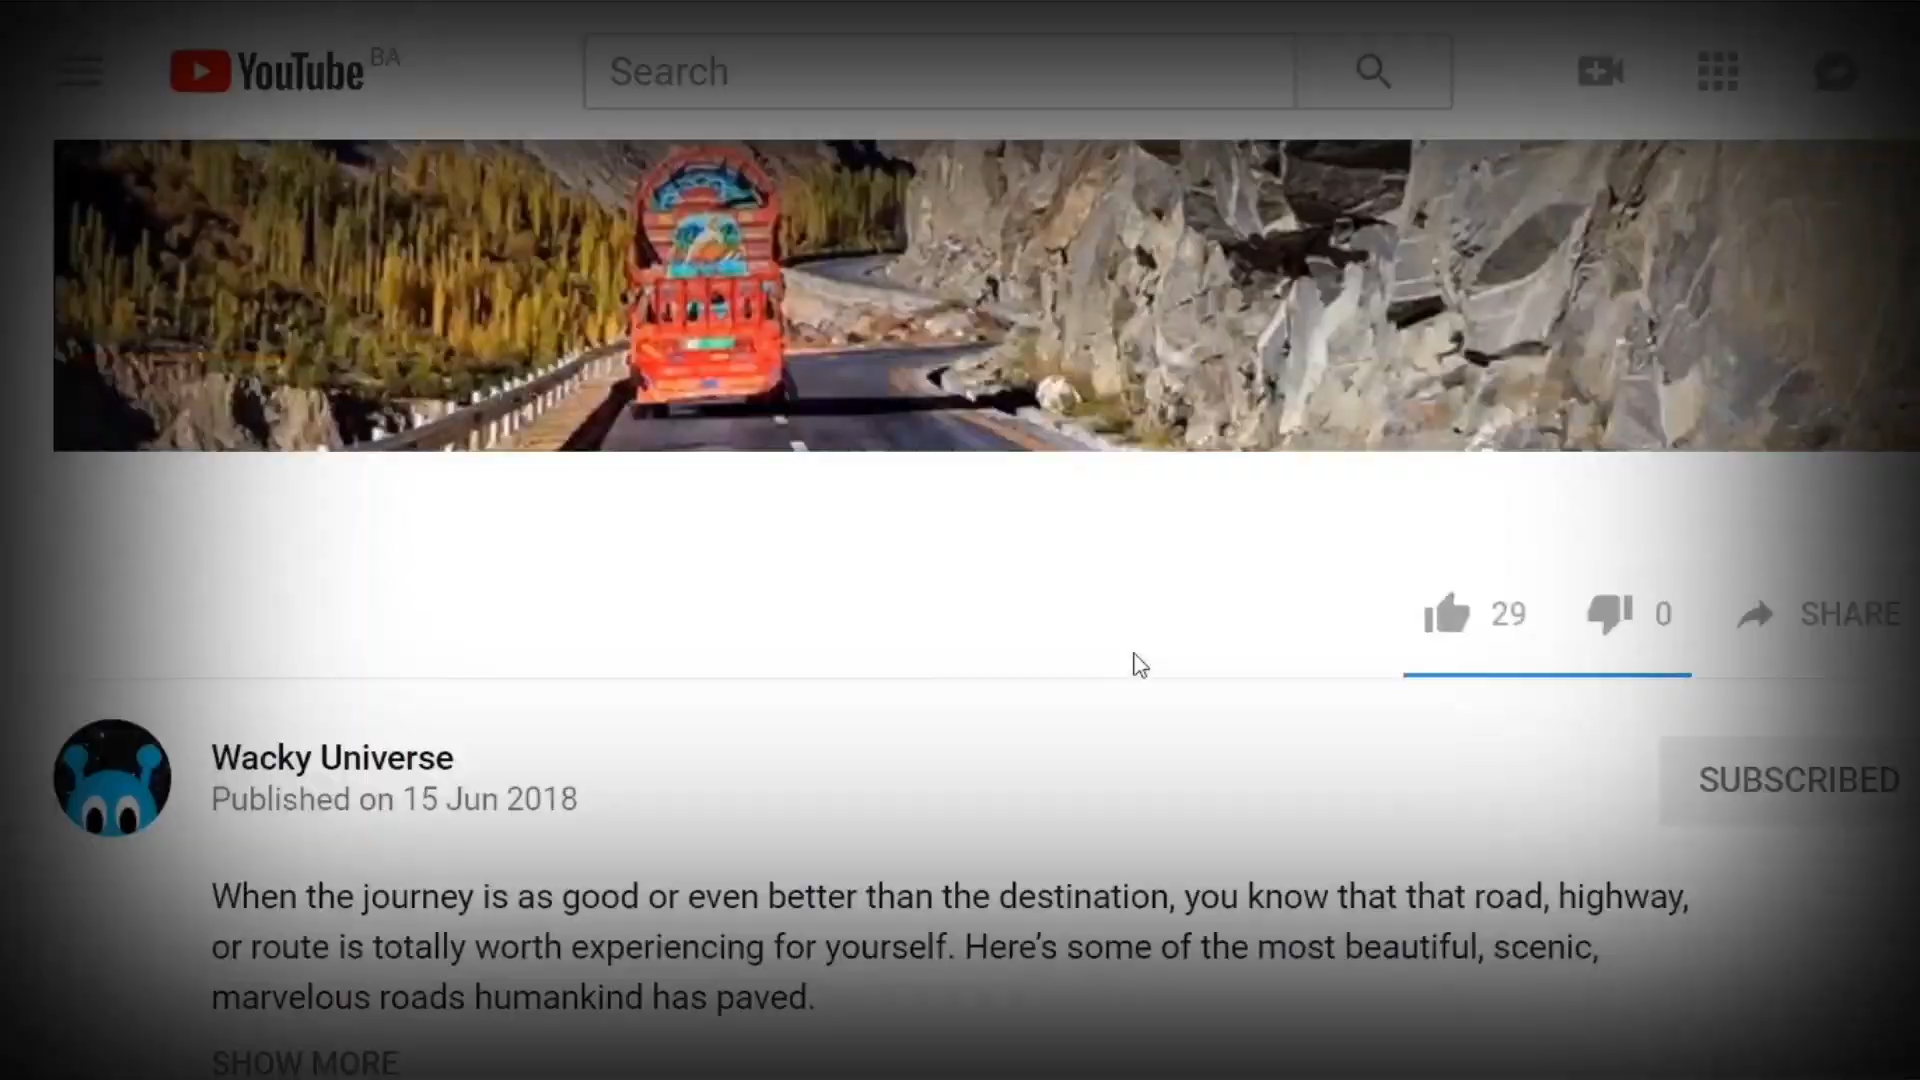 YouTube BA
Search
29
0
SHARE
Wacky Universe
Published on 15 Jun 2018
SUBSCRIBED
When the journey is as good or even better than the destination, you know that that road, highway,
or route is totally worth experiencing for yourself. Here’s some of the most beautiful, scenic,
marvelous roads humankind has paved.
SHOW MORE